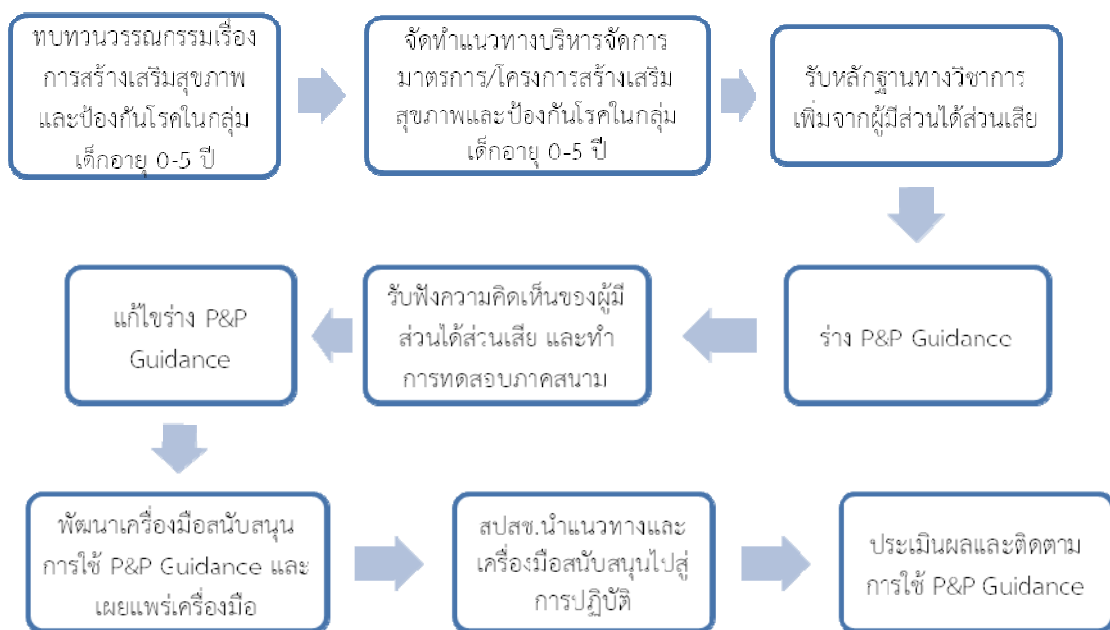 ทบทวนวรรณกรรมเรื่อง
การสร้างเสริมสุขภาพ
และป้องกันโรคในกลุ่ม
เด็กอายุ 0-5 ปี
จัดทำแนวทางบริหารจัดการ
มาตรการ/โครงการสร้างเสริม
สุขภาพและป้องกันโรคในกลุ่ม
เด็กอายุ 0-5 ปี
รับหลักฐานทางวิชาการ
เพิ่มจากผู้มีส่วนได้ส่วนเสีย
ร่าง P&P Guidance
รับฟังความคิดเห็นของผู้มี
ส่วนได้ส่วนเสีย และทำ
การทดสอบภาคสนาม
แก้ไขร่าง P&P
Guidance
พัฒนาเครื่องมือสนับสนุน
การใช้ P&P Guidance และ
เผยแพร่เครื่องมือ
สปสช.นำแนวทางและ
เครื่องมือสนับสนุนไปสู่
การปฏิบัติ
ประเมินผลและติดตาม
การใช้ P&P Guidance